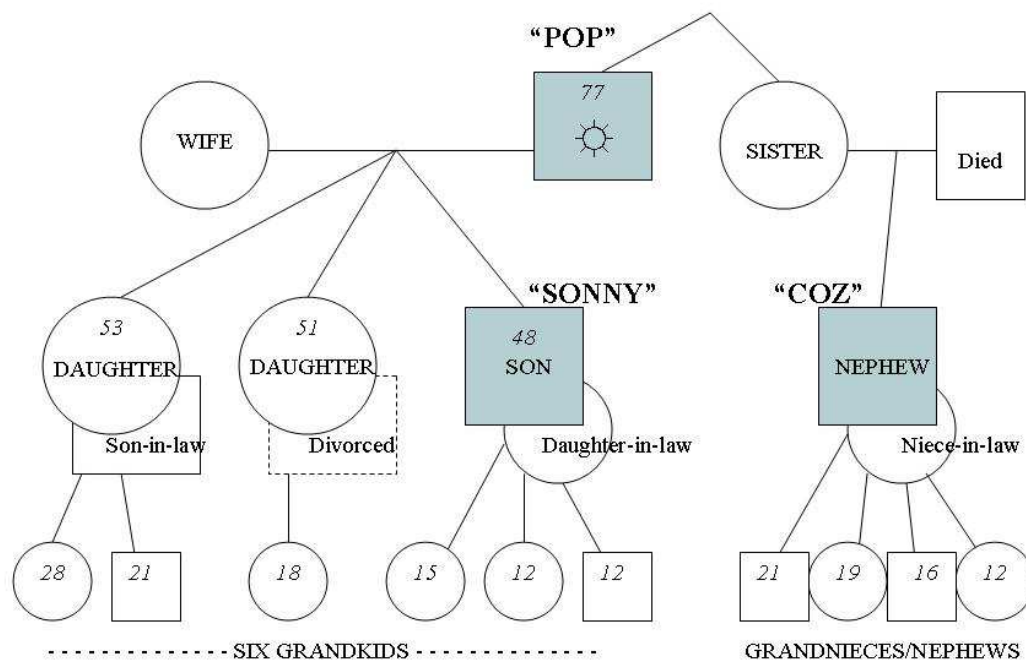 “POP”
77
WIFE
SISTER
Died
“SONNY”
“COZ”
53
DAUGHTER
Son-in-law
51
DAUGHTER
Divorced
48
SON
Daughter-in-law
NEPHEW
Niece-in-law
28
21
18
15
12
12
21
19
16
12
SIX GRANDKIDS
GRANDNIECES/NEPHEWS